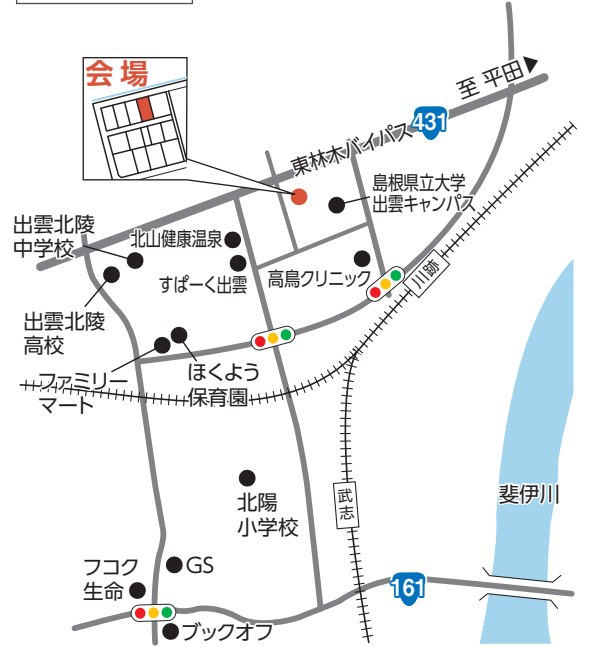 会場
至 平田
431
東林木バイパス
島根県立大学
出雲キャンパス
出雲北陵
中学校
北山健康温泉
すぱーく出雲
高鳥クリニック
川跡
出雲北陵
高校
ほくよう
保育園
ファミリー
マート
北陽
小学校
武志
斐伊川
フコク
生命
GS
161
ブックオフ